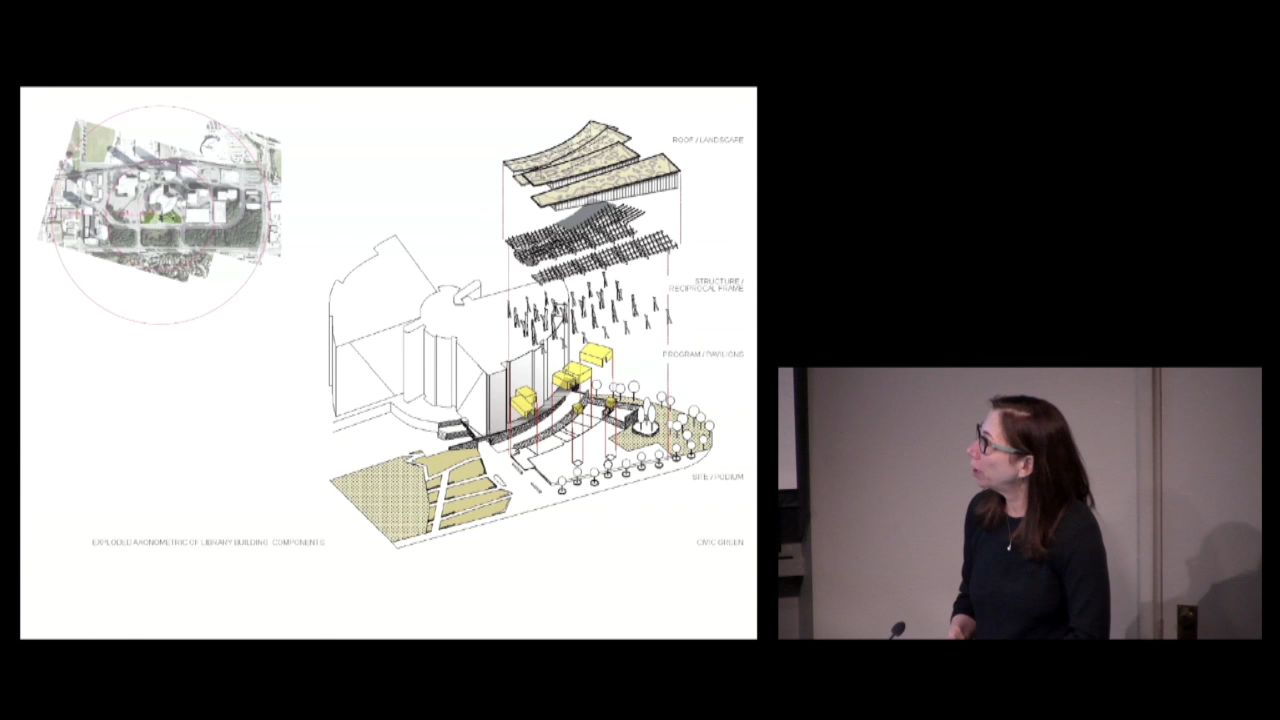 ROOF / LANDSCAPE
STRUCTURE /
RECIPROCAL FRAME
PROGRAM / PAVILIONS
SITE / PODIUM
EXPLODED AXONOMETRIC OF LIBRARY BUILDING COMPONENTS
CIVIC GREEN